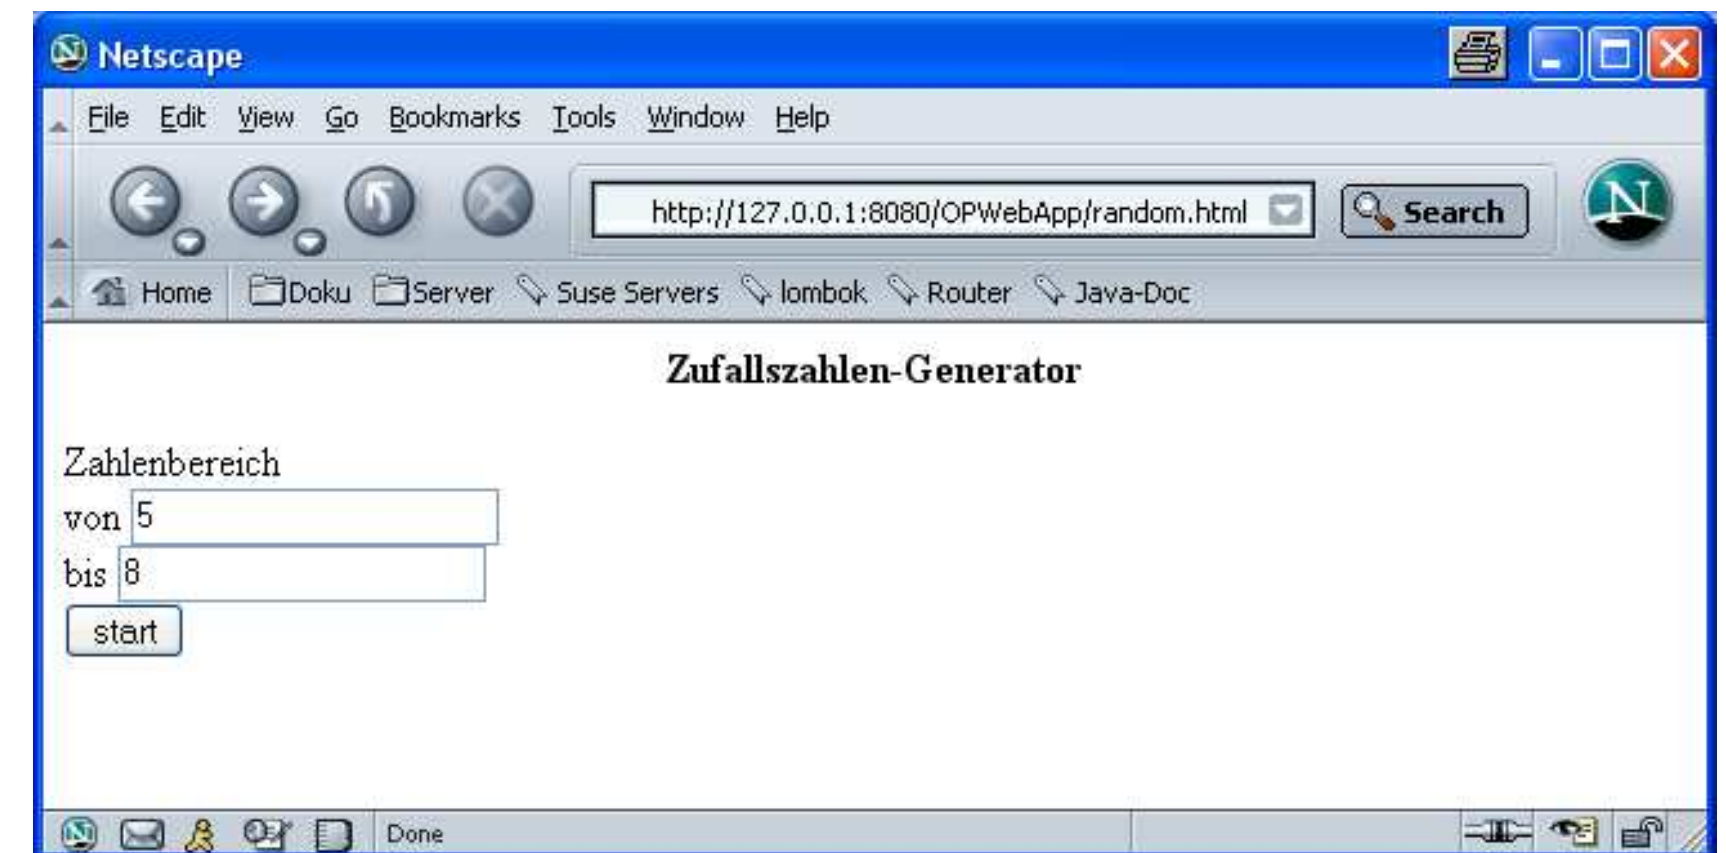 Netscape
File Edit View Go Bookmarks Tools Window Help
http://127.0.0.1:8080/OPWebApp/random.html Search N
Home Doku Server Suse Servers lombok Router Java-Doc
Zufallszahlen-Generator
Zahlenbereich
von 5
bis 8
start
Done